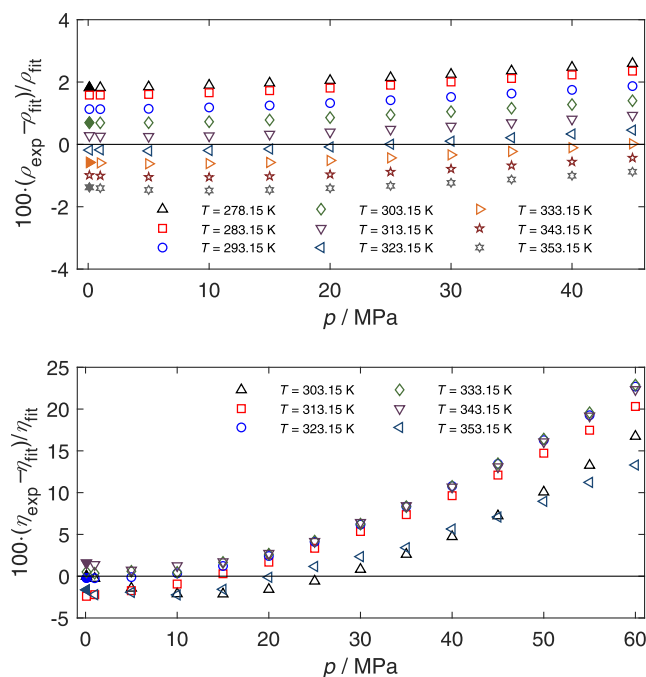 4
2
0
-2
-4
100·(ρexp−ρfit)/ρfit
T = 278.15 K T = 303.15 K T = 333.15 K
T = 283.15 K T = 313.15 K T = 343.15 K
T = 293.15 K T = 323.15 K T = 353.15 K
0 10 20 30 40
p / MPa
25
20
15
10
5
0
-5
100·(ηexp−ηfit)/ηfit
T = 303.15 K T = 333.15 K
T = 313.15 K T = 343.15 K
T = 323.15 K T = 353.15 K
0 10 20 30 40 50 60
p / MPa